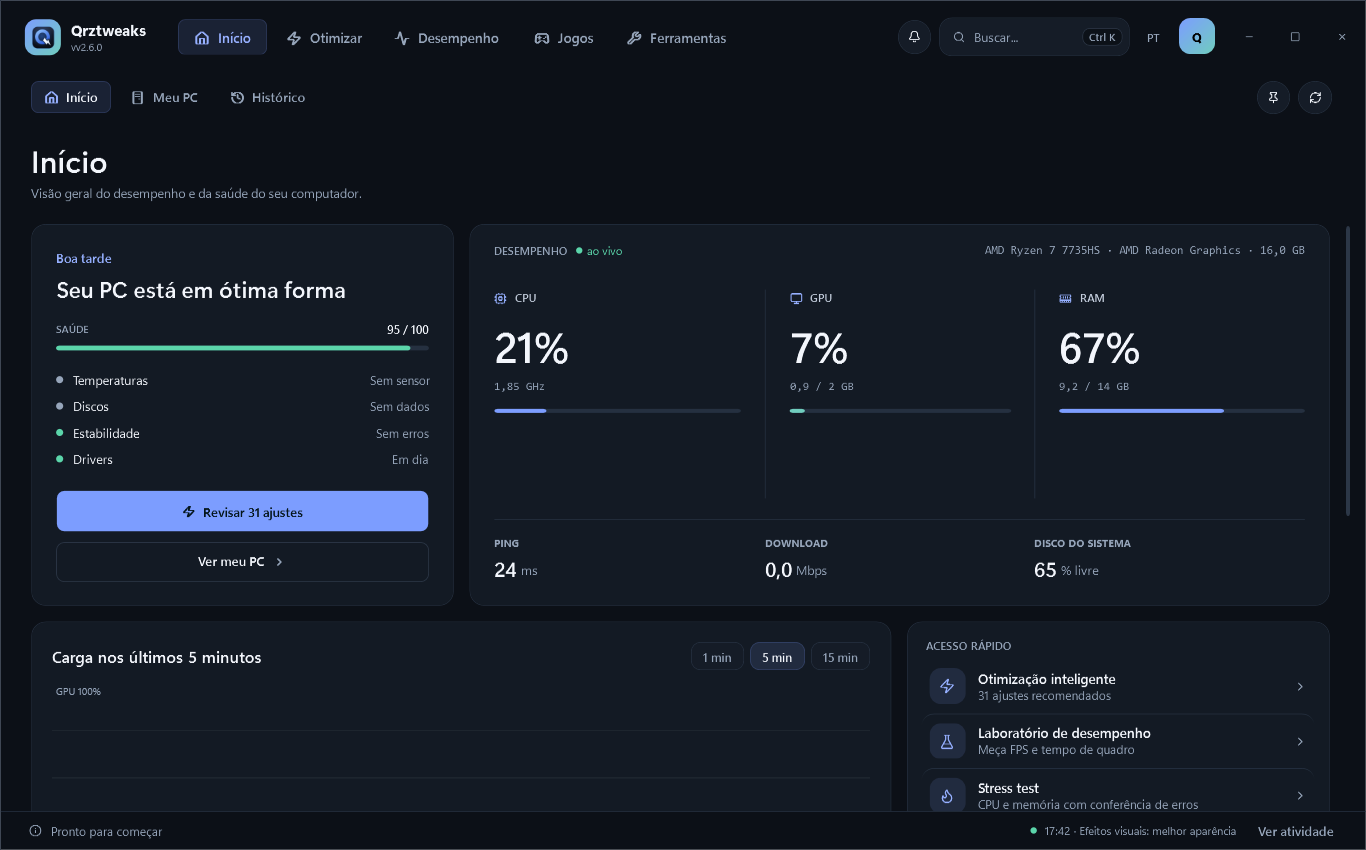 Qrztweaks
vv2.6.0
Início
Otimizar
Desempenho
Jogos
Ferramentas
Buscar...
Ctrl K
PT
Q
Início
Meu PC
Histórico
Início
Visão geral do desempenho e da saúde do seu computador.
Boa tarde
Seu PC está em ótima forma
SAÚDE
95 / 100
Temperaturas
Sem sensor
Discos
Sem dados
Estabilidade
Sem erros
Drivers
Em dia
Revisar 31 ajustes
Ver meu PC
DESEMPENHO
ao vivo
AMD Ryzen 7 7735HS · AMD Radeon Graphics · 16,0 GB
CPU
21%
1,85 GHz
GPU
7%
0,9 / 2 GB
RAM
67%
9,2 / 14 GB
PING
24 ms
DOWNLOAD
0,0 Mbps
DISCO DO SISTEMA
65 % livre
Carga nos últimos 5 minutos
1 min
5 min
15 min
GPU 100%
ACESSO RÁPIDO
Otimização inteligente
31 ajustes recomendados
Laboratório de desempenho
Meça FPS e tempo de quadro
Stress test
CPU e memória com conferência de erros
Pronto para começar
17:42 · Efeitos visuais: melhor aparência
Ver atividade